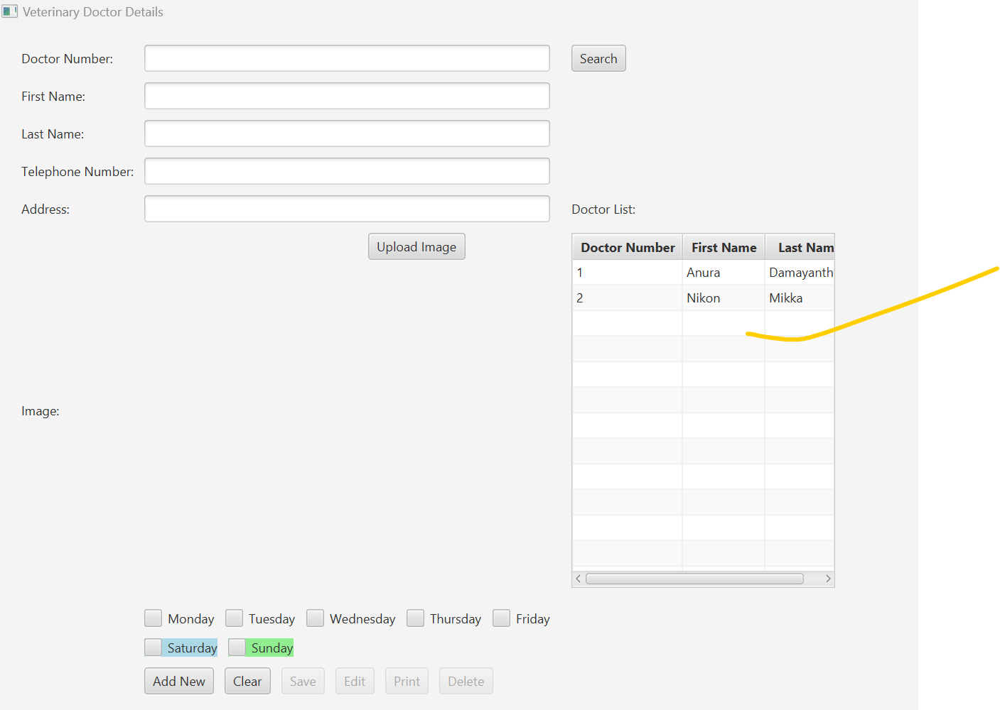 Veterinary Doctor Details
Doctor Number:
Search
First Name:
Last Name:
Telephone Number:
Address:
Doctor List:
Upload Image
Doctor Number First Name Last Nam
1 Anura Damayanth
2 Nikon Mikka
Image:
Monday Tuesday Wednesday Thursday Friday
Saturday Sunday
Add New Clear Save Edit Print Delete